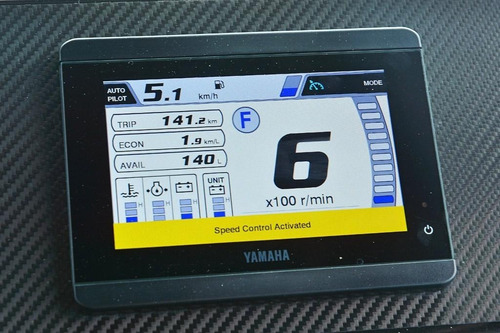 AUTO PILOT 5.1 km/h MODE
TRIP 141.2 km
ECON 1.9 km/L
AVAIL 140 L
F
6
x100 r/min
UNIT
H H H H
Speed Control Activated
YAMAHA